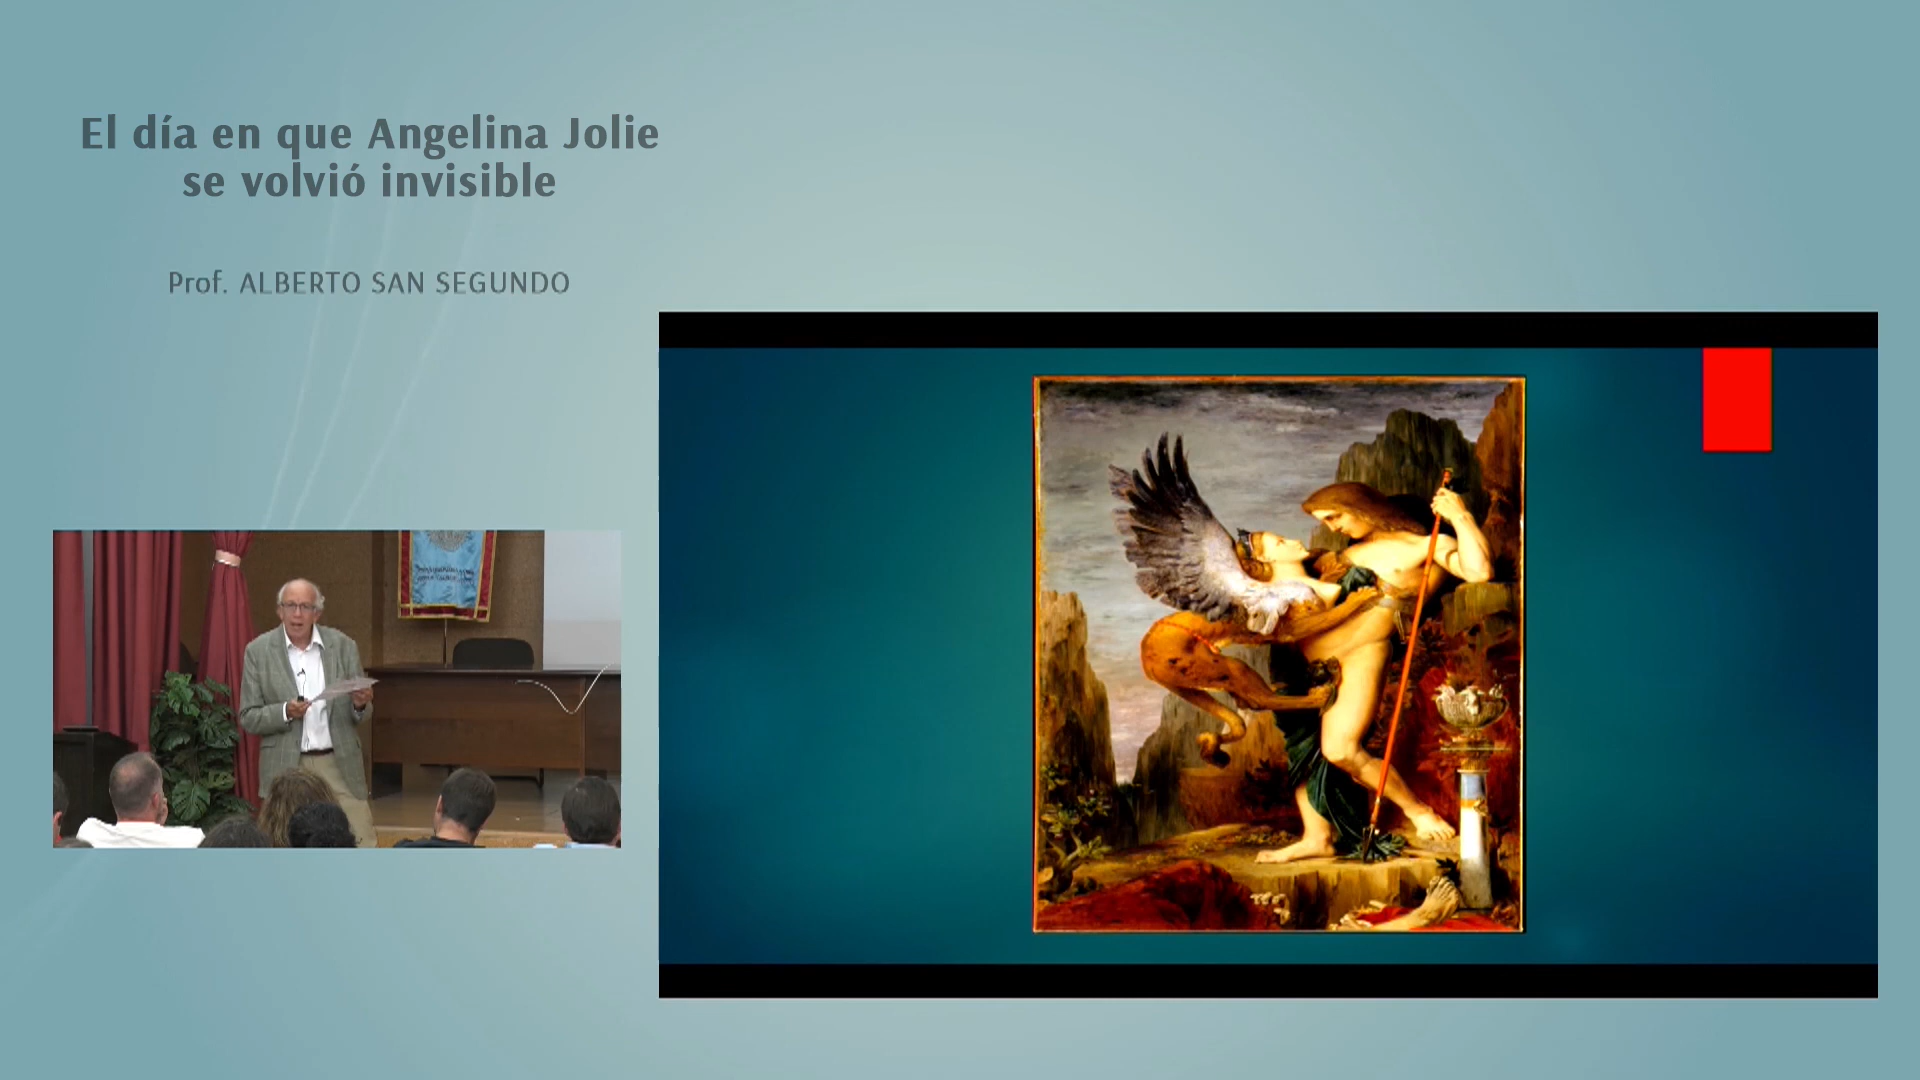 El día en que Angelina Jolie
se volvió invisible
Prof. ALBERTO SAN SEGUNDO